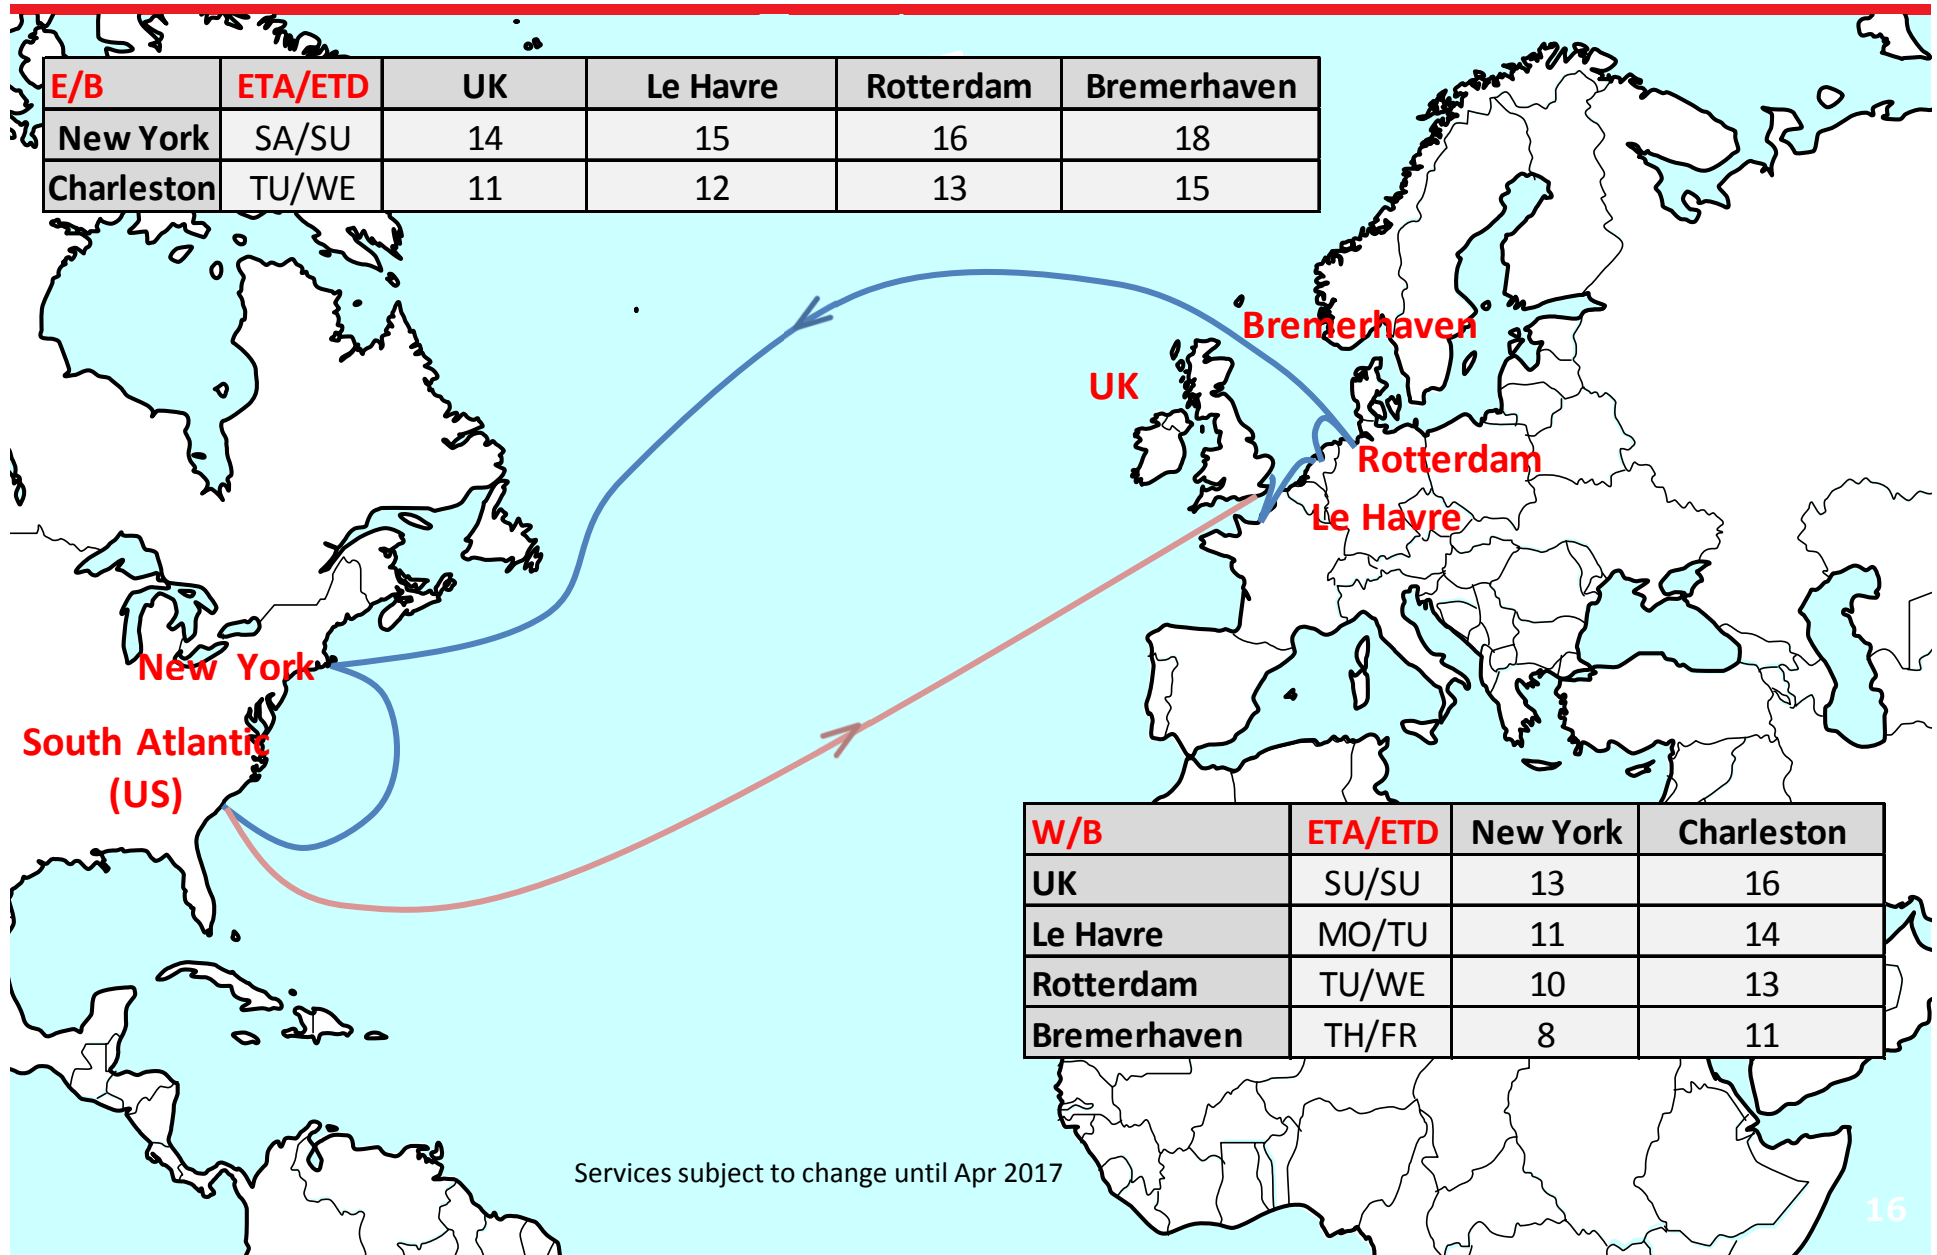 E/B ETA/ETD UK Le Havre Rotterdam Bremerhaven
New York SA/SU 14 15 16 18
Charleston TU/WE 11 12 13 15
Bremerhaven
UK
Rotterdam
Le Havre
New York
South Atlantic
(US)
W/B ETA/ETD New York Charleston
UK SU/SU 13 16
Le Havre MO/TU 11 14
Rotterdam TU/WE 10 13
Bremerhaven TH/FR 8 11
Services subject to change until Apr 2017
16